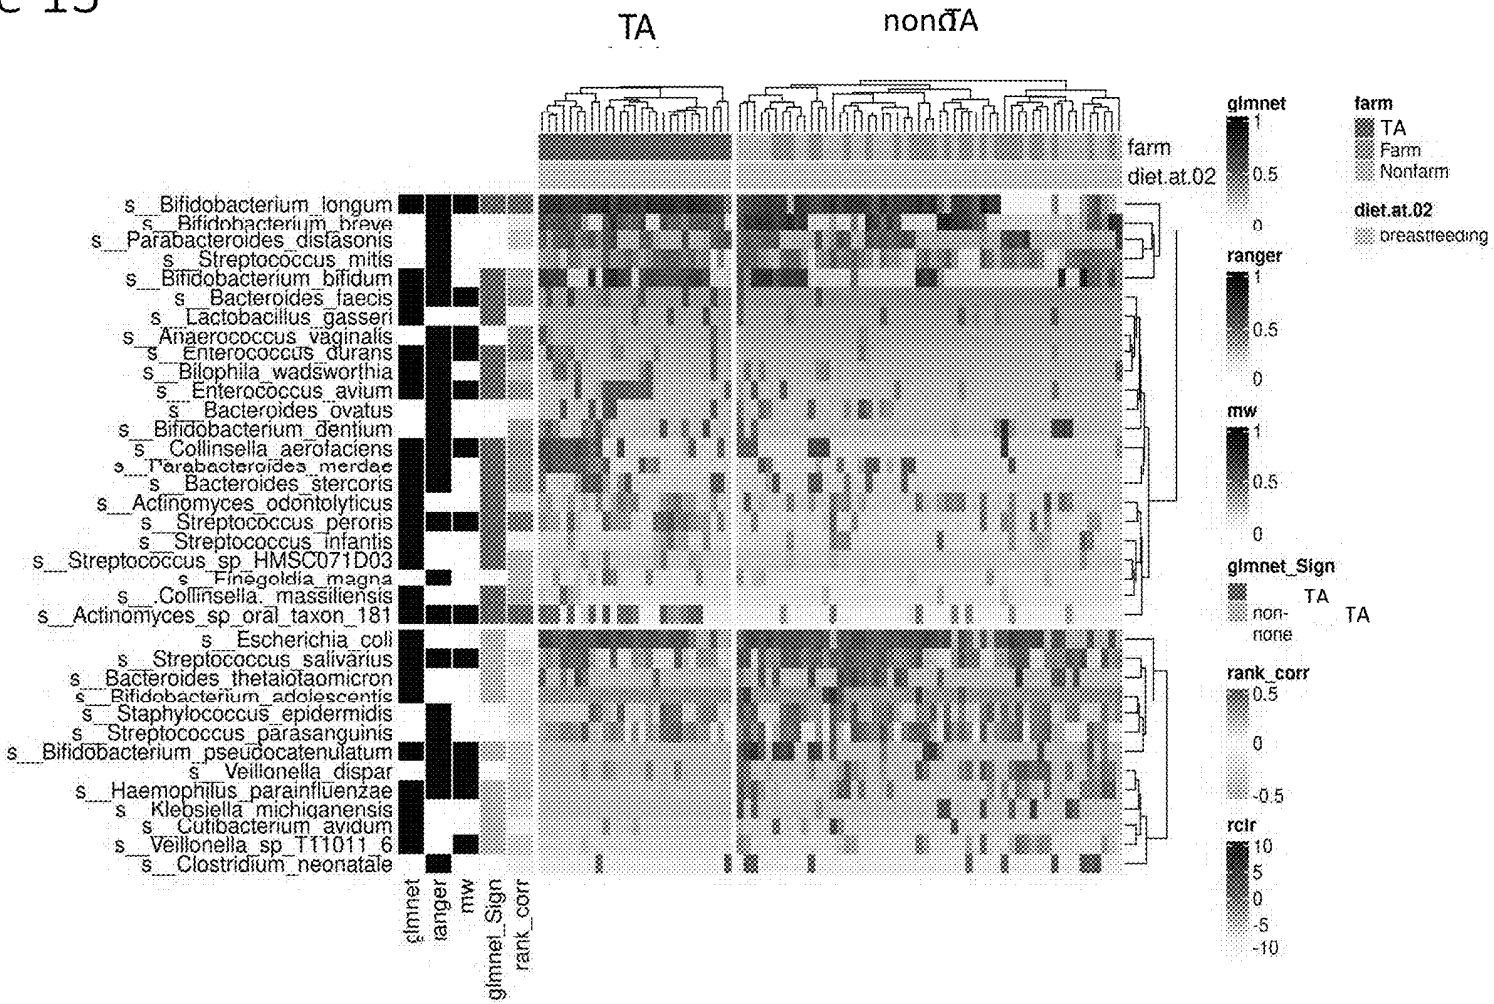 TA
nonΩTA
farm
diet.at.02
s__Bifidobacterium_longum
s__Bifidobacterium_breve
s__Parabacteroides_distasonis
s__Streptococcus_mitis
s__Bifidobacterium_bifidum
s__Bacteroides_faecis
s__Lactobacillus_gasseri
s__Anaerococcus_vaginalis
s__Enterococcus_durans
s__Bilophila_wadsworthia
s__Enterococcus_avium
s__Bacteroides_ovatus
s__Bifidobacterium_dentium
s__Collinsella_aerofaciens
s__Parabacteroides_merdae
s__Bacteroides_stercoris
s__Actinomyces_odontolyticus
s__Streptococcus_peroris
s__Streptococcus_infantis
s__Streptococcus_sp_HMSC071D03
s__Finegoldia_magna
s__Collinsella_massiliensis
s__Actinomyces_sp_oral_taxon_181
s__Escherichia_coli
s__Streptococcus_salivarius
s__Bacteroides_thetaiotaomicron
s__Bifidobacterium_adolescentis
s__Staphylococcus_epidermidis
s__Streptococcus_parasanguinis
s__Bifidobacterium_pseudocatenulatum
s__Veillonella_dispar
s__Haemophilus_parainfluenzae
s__Klebsiella_michiganensis
s__Cutibacterium_avidum
s__Veillonella_sp_T11011_6
s__Clostridium_neonatale
glmnet
ranger
mw
glmnet_Sign
rank_corr
glmnet
1
0.5
0
ranger
1
0.5
0
mw
1
0.5
0
glmnet_Sign
TA
non- TA
none
rank_corr
0.5
0
-0.5
rclr
10
5
0
-5
-10
farm
TA
Farm
Nonfarm
diet.at.02
breastfeeding